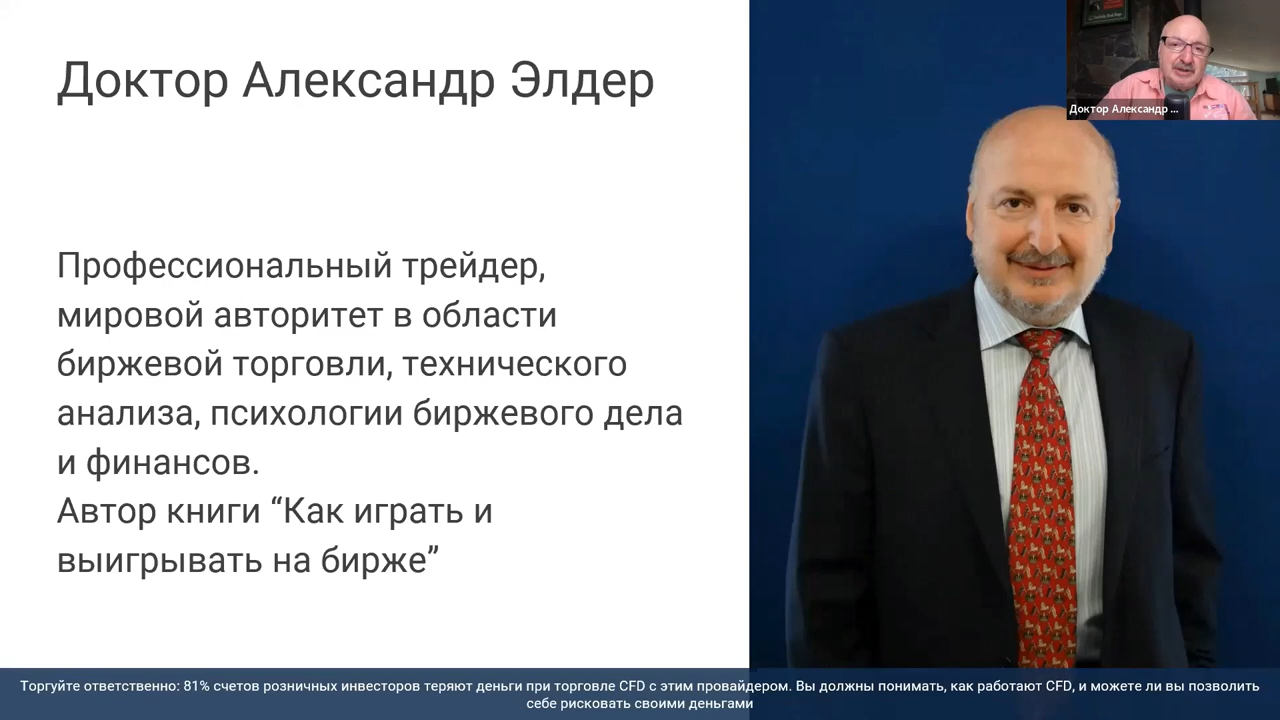 Доктор Александр Элдер
Доктор Александр ...
Профессиональный трейдер,
мировой авторитет в области
биржевой торговли, технического
анализа, психологии биржевого дела
и финансов.
Автор книги “Как играть и
выигрывать на бирже”
Торгуйте ответственно: 81% счетов розничных инвесторов теряют деньги при торговле CFD с этим провайдером. Вы должны понимать, как работают CFD, и можете ли вы позволить
себе рисковать своими деньгами